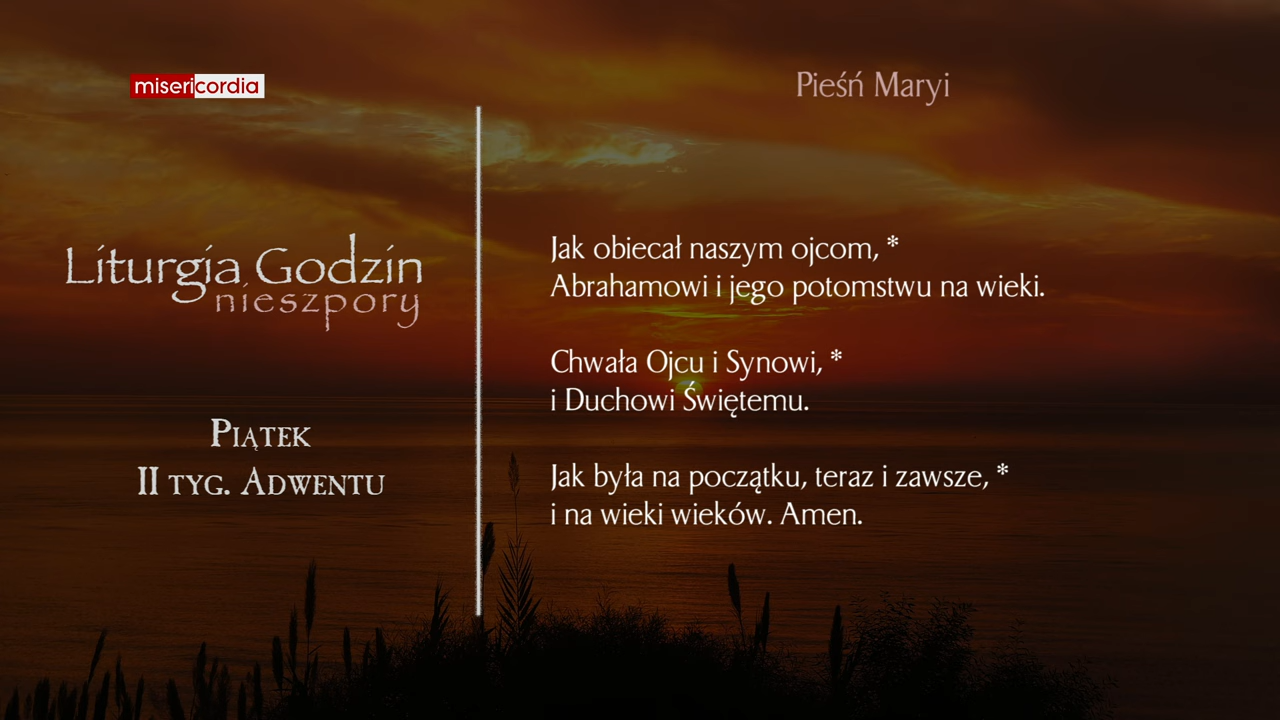 misericordia
Liturgia Godzin
nieszpory
Piątek
II tyg. Adwentu
Pieśń Maryi
Jak obiecał naszym ojcom, *
Abrahamowi i jego potomstwu na wieki.
Chwała Ojcu i Synowi, *
i Duchowi Świętemu.
Jak była na początku, teraz i zawsze, *
i na wieki wieków. Amen.